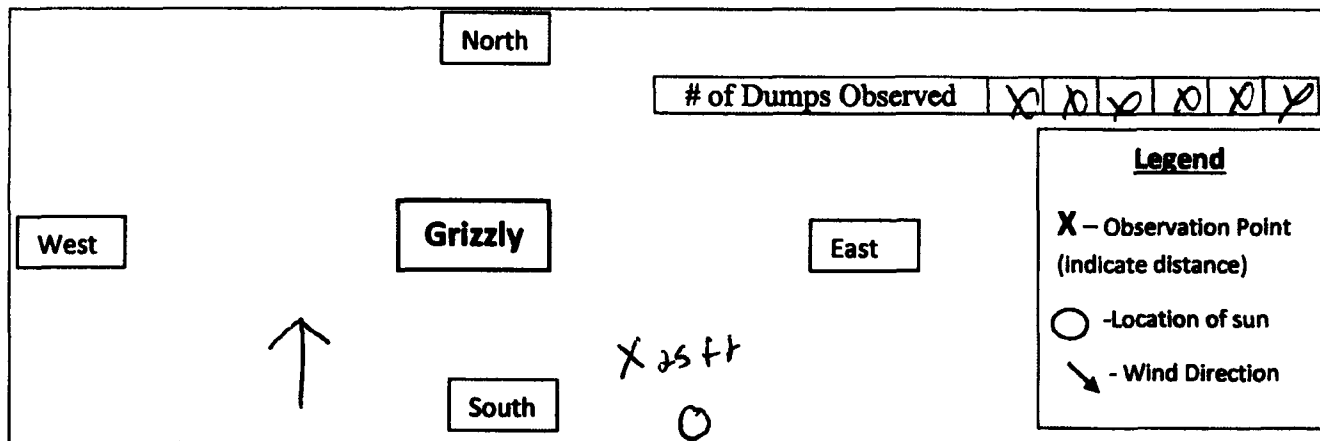 North
# of Dumps Observed
Legend
X – Observation Point
(indicate distance)
West
Grizzly
East
-Location of sun
X 25 ft
- Wind Direction
South